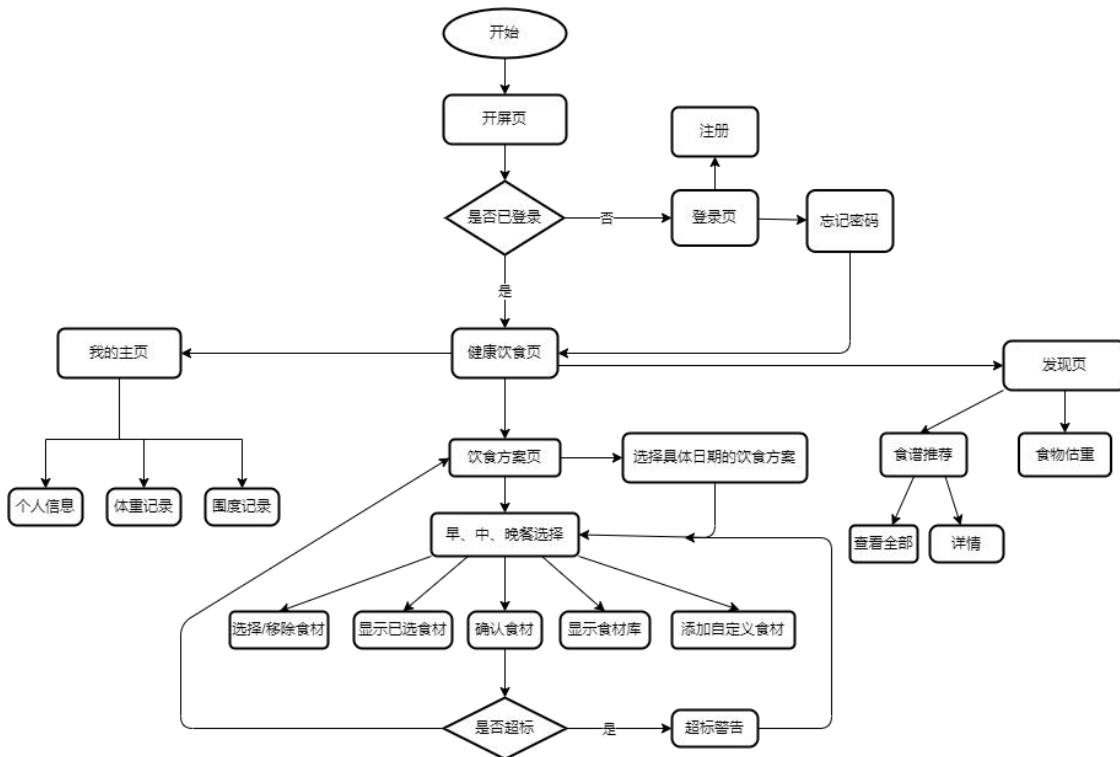 开始
开屏页
注册
是否已登录
否
登录页
忘记密码
是
我的主页
健康饮食页
发现页
饮食方案页
选择具体日期的饮食方案
食谱推荐
食物估重
个人信息
体重记录
围度记录
早、中、晚餐选择
查看全部
详情
选择/移除食材
显示已选食材
确认食材
显示食材库
添加自定义食材
是否超标
是
超标警告